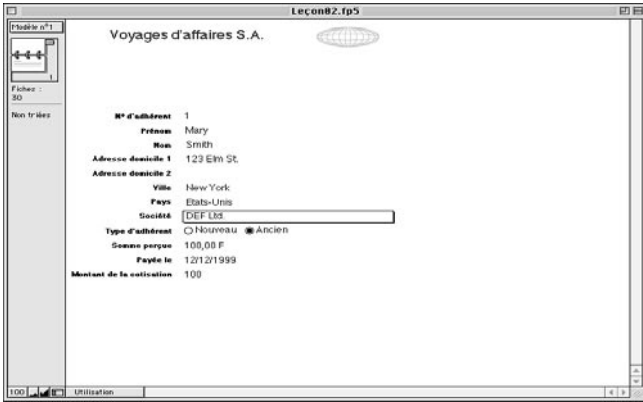 Leçon02.fp5
Modèle n°1
1
Fiches :
30
Non triées
Voyages d'affaires S.A.
N° d'adhérent 1
Prénom Mary
Nom Smith
Adresse domicile 1 123 Elm St.
Adresse domicile 2
Ville New York
Pays Etats-Unis
Société DEF Ltd.
Type d'adhérent Nouveau Ancien
Somme perçue 100,00 F
Payée le 12/12/1999
Montant de la cotisation 100
100 Utilisation